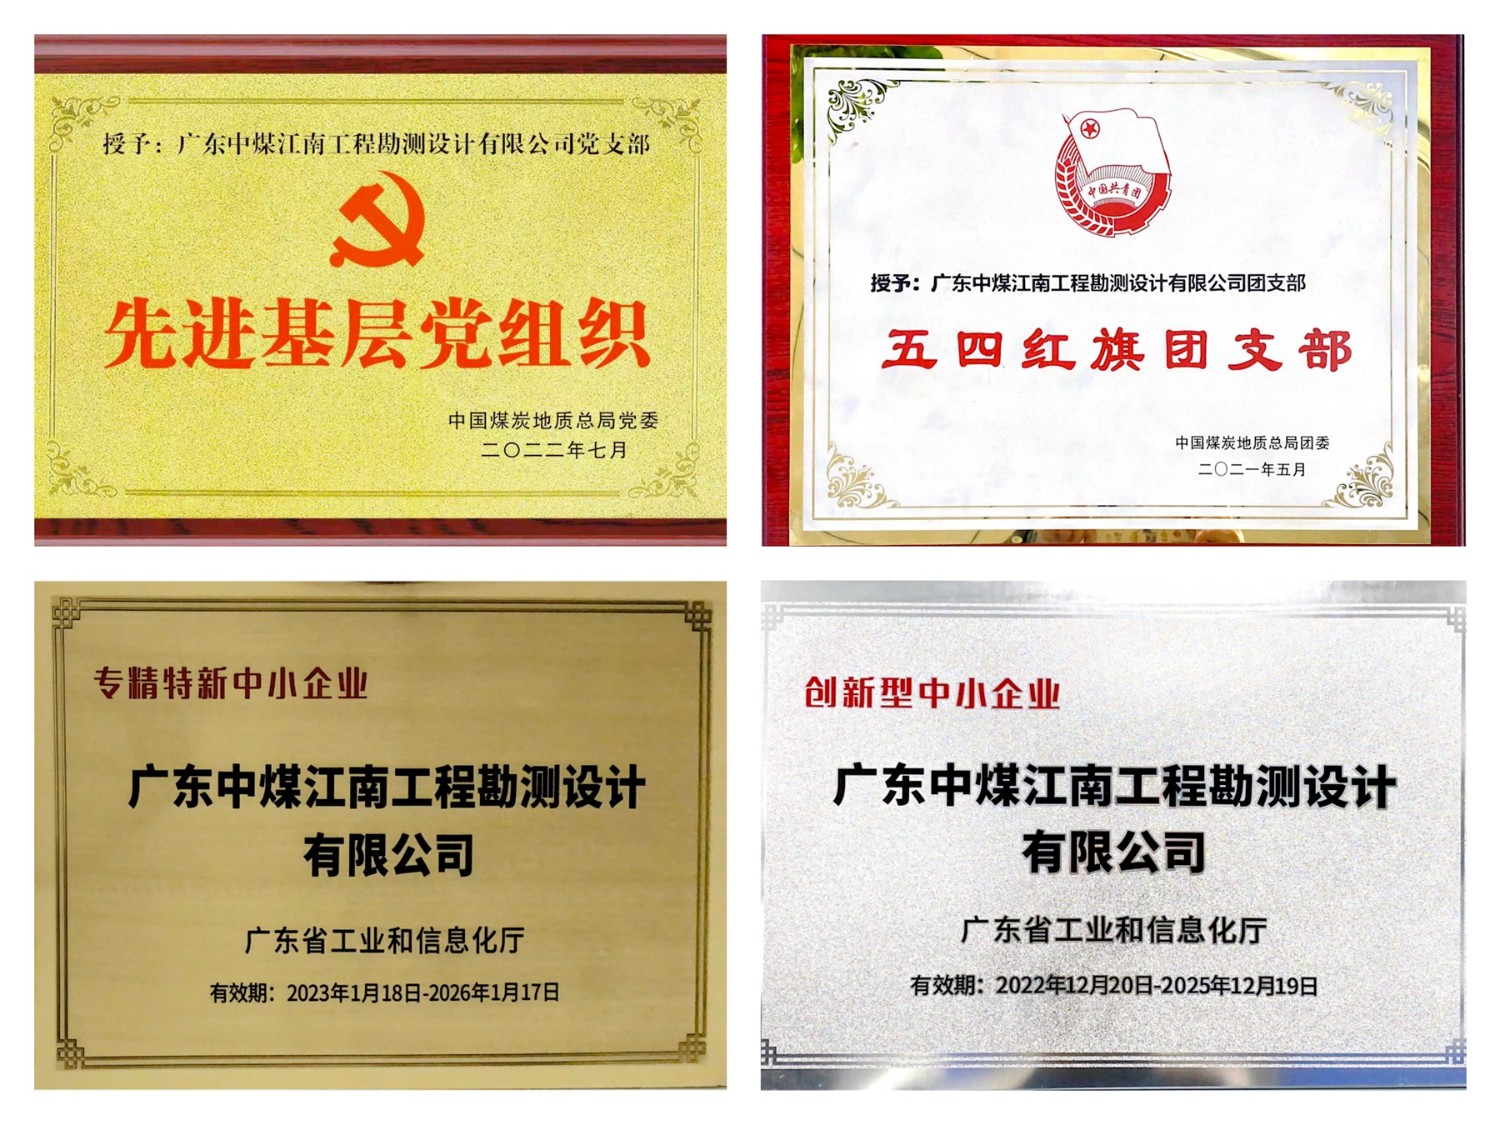 授予：广东中煤江南工程勘测设计有限公司党支部
先进基层党组织
中国煤炭地质总局党委
二〇二二年七月
中国共青团
授予：广东中煤江南工程勘测设计有限公司团支部
五四红旗团支部
中国煤炭地质总局团委
二〇二一年五月
专精特新中小企业
广东中煤江南工程勘测设计
有限公司
广东省工业和信息化厅
有效期：2023年1月18日-2026年1月17日
创新型中小企业
广东中煤江南工程勘测设计
有限公司
广东省工业和信息化厅
有效期：2022年12月20日-2025年12月19日